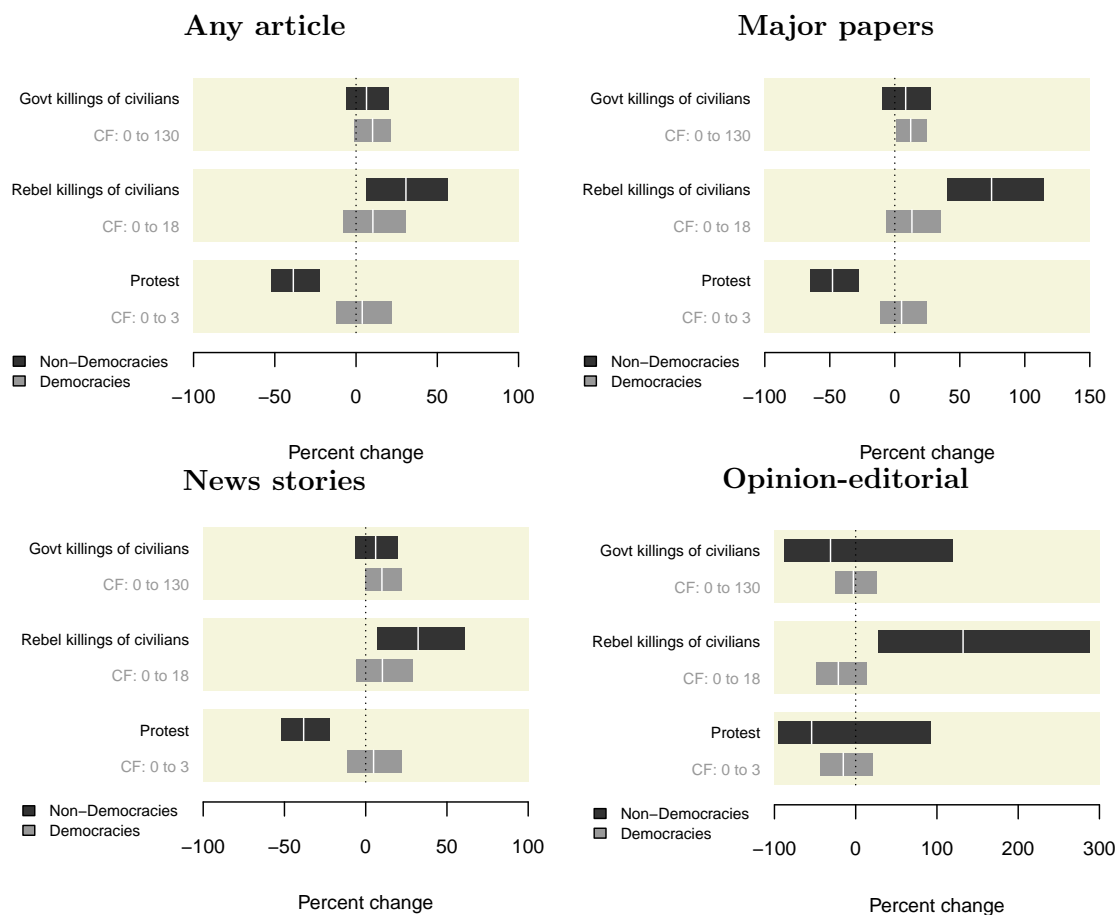 Any article
Govt killings of civilians
CF: 0 to 130
Rebel killings of civilians
CF: 0 to 18
Protest
CF: 0 to 3
Non−Democracies
Democracies
−100 −50 0 50 100
Percent change
Major papers
Govt killings of civilians
CF: 0 to 130
Rebel killings of civilians
CF: 0 to 18
Protest
CF: 0 to 3
Non−Democracies
Democracies
−100 −50 0 50 100 150
Percent change
News stories
Govt killings of civilians
CF: 0 to 130
Rebel killings of civilians
CF: 0 to 18
Protest
CF: 0 to 3
Non−Democracies
Democracies
−100 −50 0 50 100
Percent change
Opinion-editorial
Govt killings of civilians
CF: 0 to 130
Rebel killings of civilians
CF: 0 to 18
Protest
CF: 0 to 3
Non−Democracies
Democracies
−100 0 100 200 300
Percent change